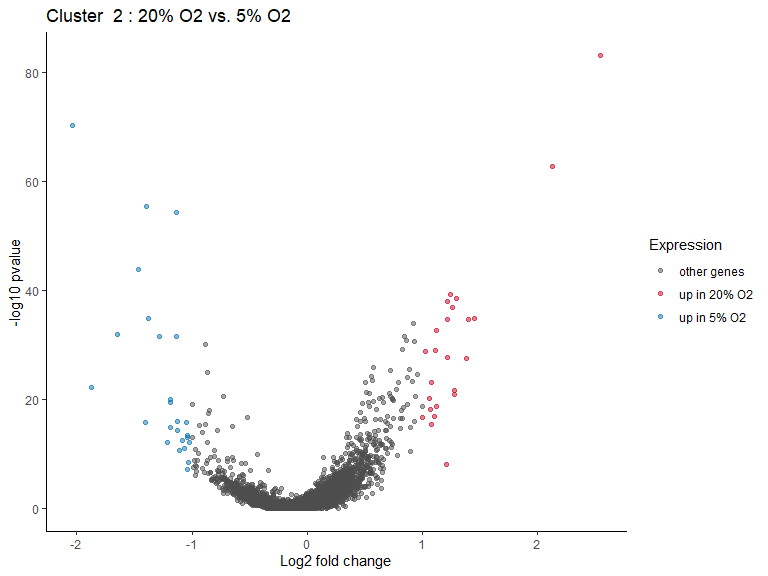 Cluster  2 : 20% O2 vs. 5% O2
80
60
40
20
0
-log10 pvalue
-2
-1
0
1
2
Log2 fold change
Expression
other genes
up in 20% O2
up in 5% O2